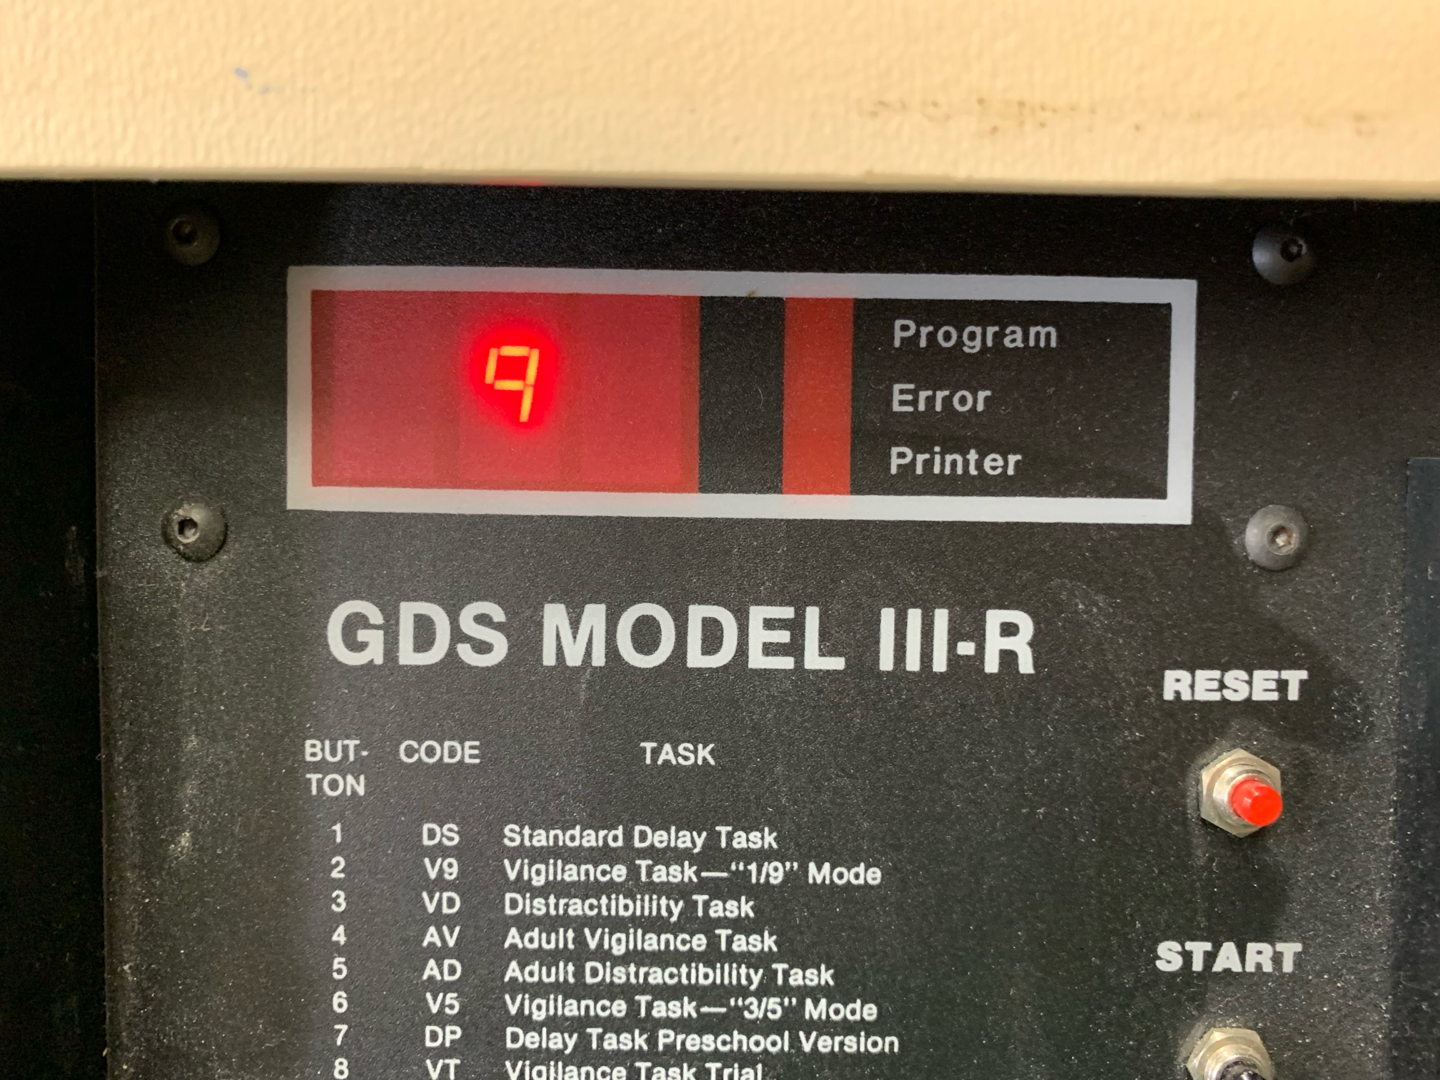 9
Program
Error
Printer
GDS MODEL III-R
RESET
BUT-
TON CODE TASK
1 DS Standard Delay Task
2 V9 Vigilance Task—“1/9” Mode
3 VD Distractibility Task
4 AV Adult Vigilance Task
START
5 AD Adult Distractibility Task
6 V5 Vigilance Task—“3/5” Mode
7 DP Delay Task Preschool Version
8 VT Vigilance Task Trial